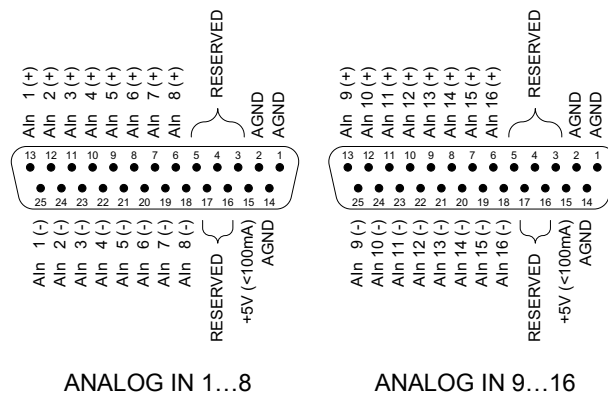 AIn 1 (+)
AIn 2 (+)
AIn 3 (+)
AIn 4 (+)
AIn 5 (+)
AIn 6 (+)
AIn 7 (+)
AIn 8 (+)
RESERVED
AGND
AGND
13 12 11 10 9 8 7 6 5 4 3 2 1
25 24 23 22 21 20 19 18 17 16 15 14
AIn 1 (-)
AIn 2 (-)
AIn 3 (-)
AIn 4 (-)
AIn 5 (-)
AIn 6 (-)
AIn 7 (-)
AIn 8 (-)
RESERVED
+5V (<100mA)
AGND
ANALOG IN 1…8
AIn 9 (+)
AIn 10 (+)
AIn 11 (+)
AIn 12 (+)
AIn 13 (+)
AIn 14 (+)
AIn 15 (+)
AIn 16 (+)
RESERVED
AGND
AGND
13 12 11 10 9 8 7 6 5 4 3 2 1
25 24 23 22 21 20 19 18 17 16 15 14
AIn 9 (-)
AIn 10 (-)
AIn 11 (-)
AIn 12 (-)
AIn 13 (-)
AIn 14 (-)
AIn 15 (-)
AIn 16 (-)
RESERVED
+5V (<100mA)
AGND
ANALOG IN 9…16